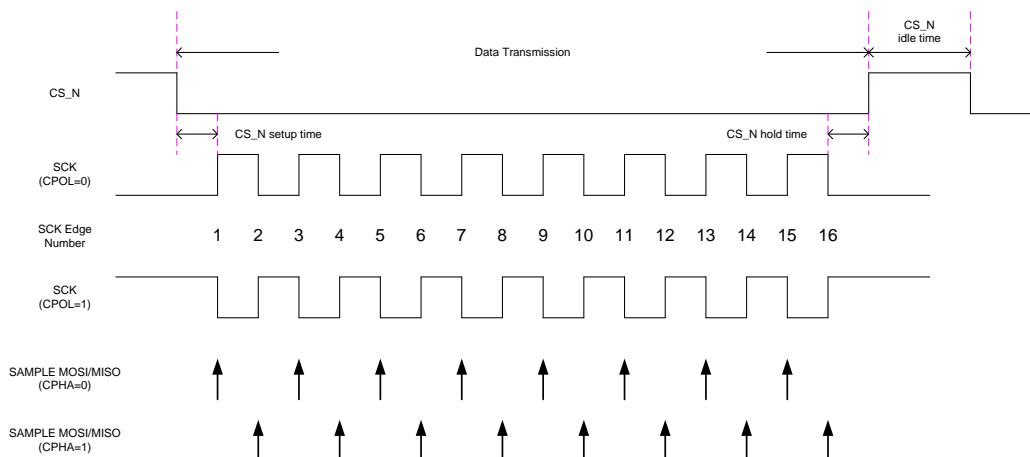 CS_N
idle time
Data Transmission
CS_N
CS_N setup time
CS_N hold time
SCK
(CPOL=0)
SCK Edge
Number
1 2 3 4 5 6 7 8 9 10 11 12 13 14 15 16
SCK
(CPOL=1)
SAMPLE MOSI/MISO
(CPHA=0)
SAMPLE MOSI/MISO
(CPHA=1)